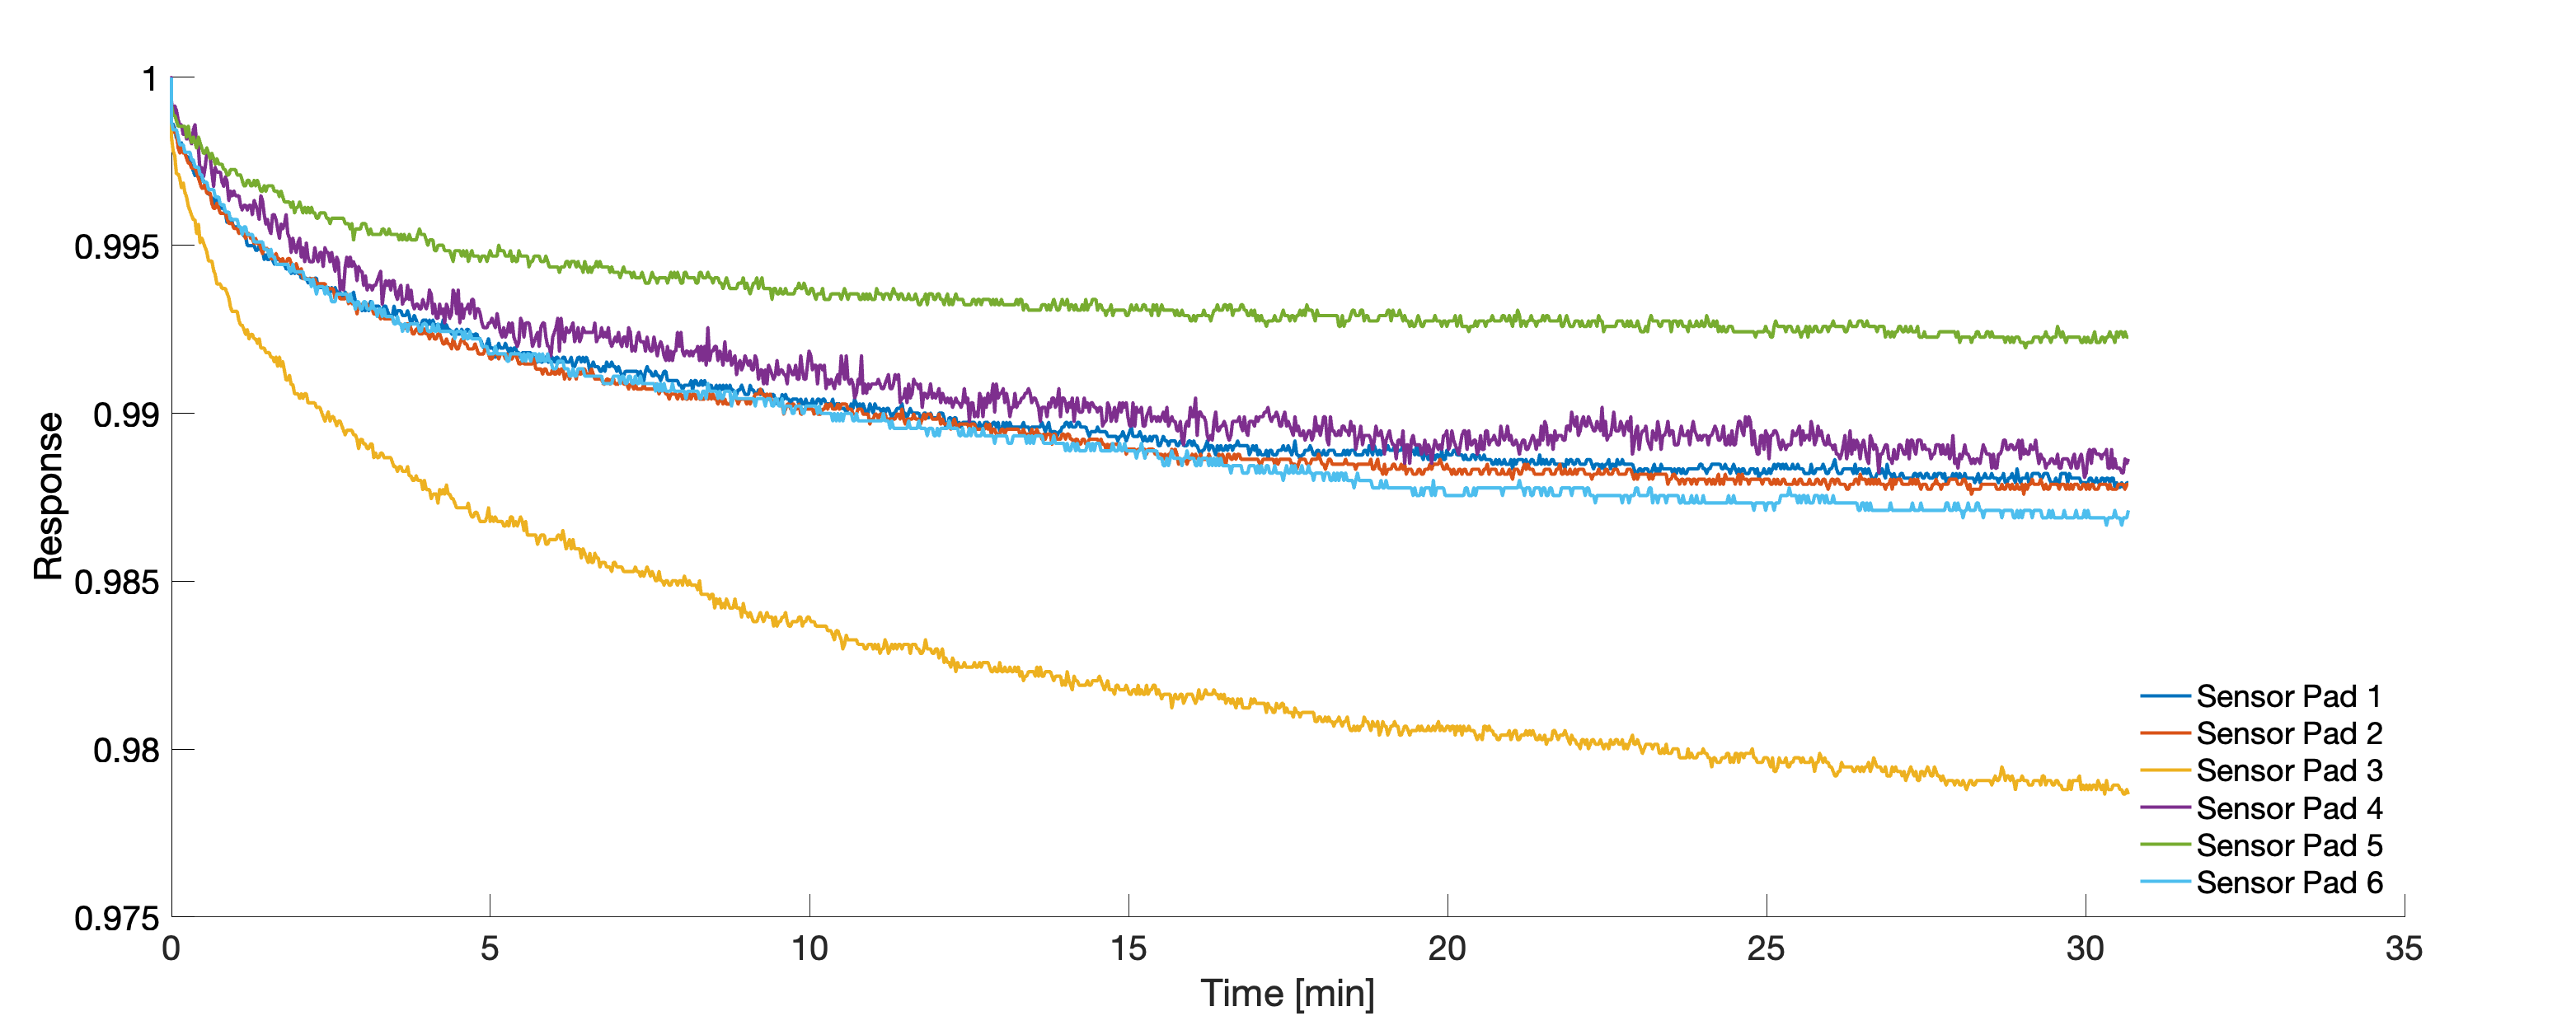 1
0.995
0.99
0.985
0.98
0.975
Response
0 5 10 15 20 25 30 35
Time [min]
Sensor Pad 1
Sensor Pad 2
Sensor Pad 3
Sensor Pad 4
Sensor Pad 5
Sensor Pad 6